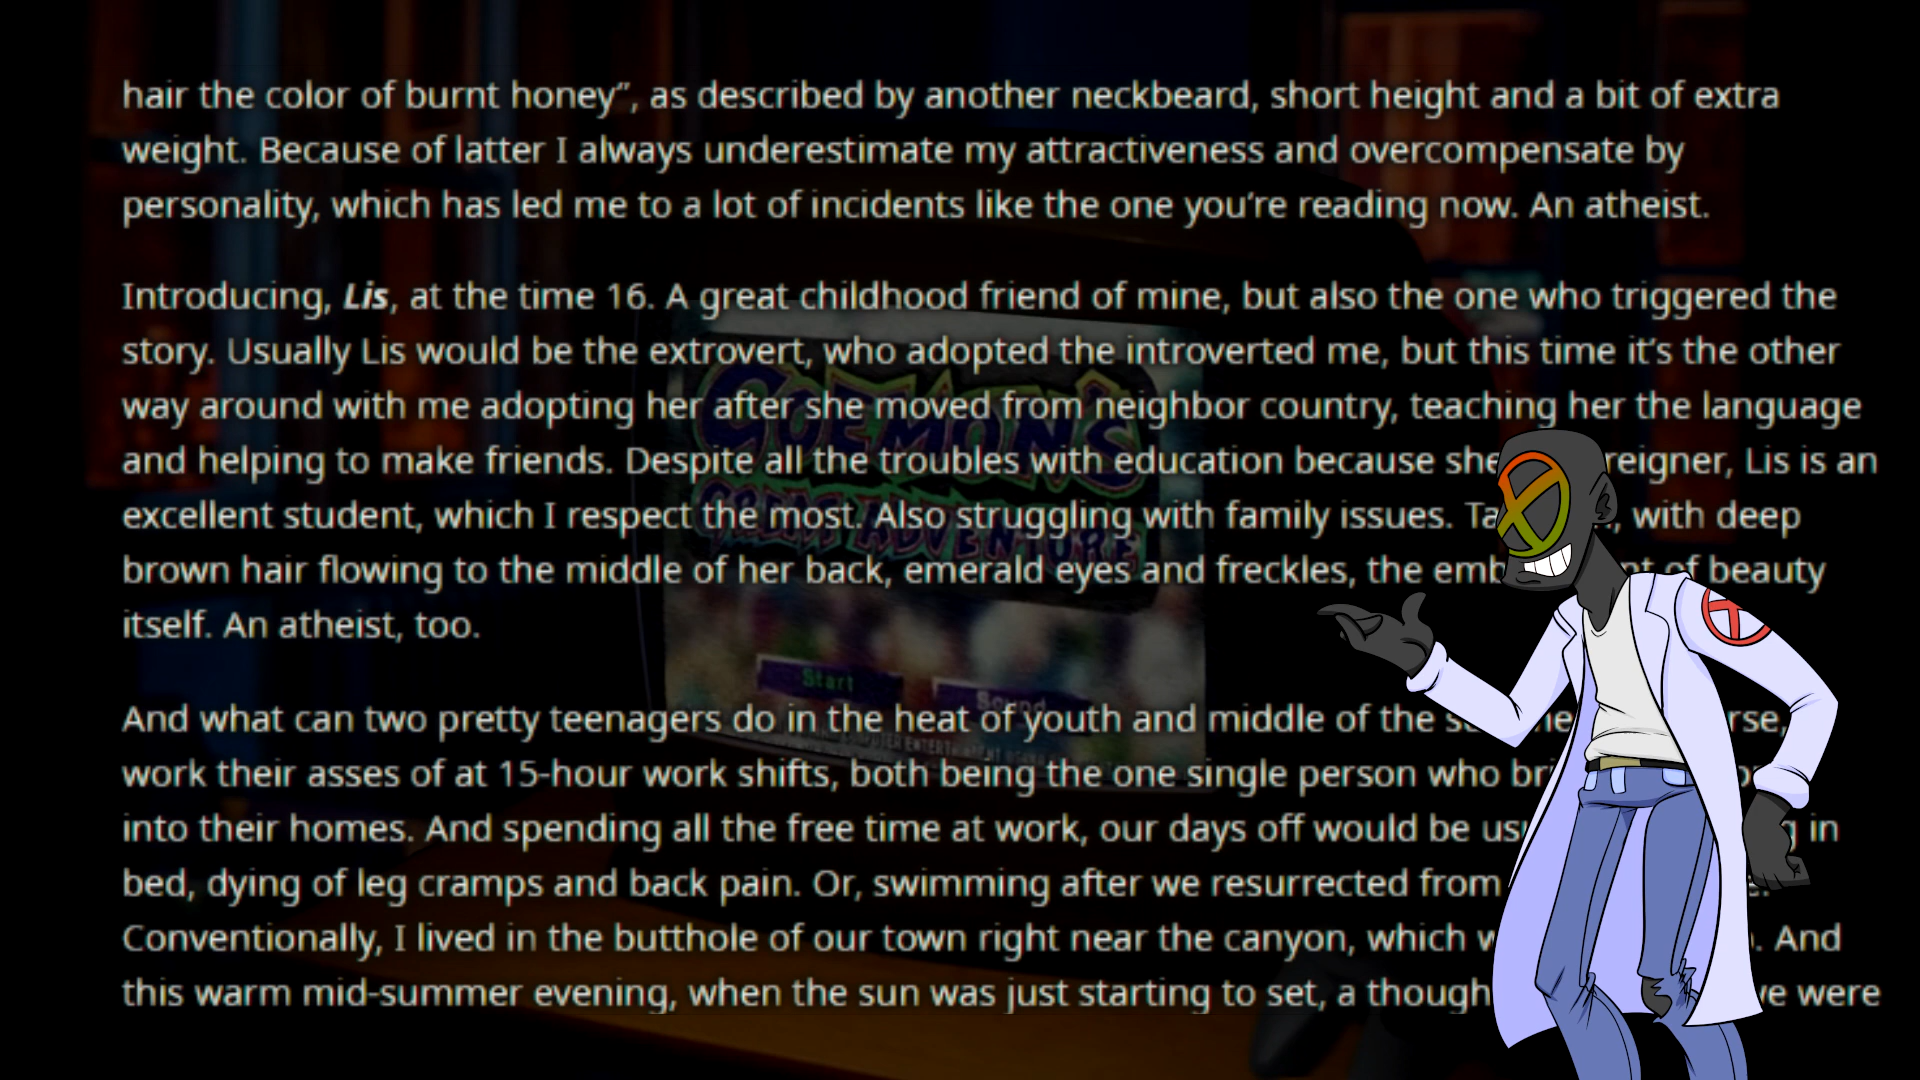 hair the color of burnt honey”, as described by another neckbeard, short height and a bit of extra
weight. Because of latter I always underestimate my attractiveness and overcompensate by
personality, which has led me to a lot of incidents like the one you’re reading now. An atheist.
Introducing, Lis, at the time 16. A great childhood friend of mine, but also the one who triggered the
story. Usually Lis would be the extrovert, who adopted the introverted me, but this time it’s the other
way around with me adopting her after she moved from neighbor country, teaching her the language
and helping to make friends. Despite all the troubles with education because she reigner, Lis is an
excellent student, which I respect the most. Also struggling with family issues. Ta , with deep
brown hair flowing to the middle of her back, emerald eyes and freckles, the emb nt of beauty
itself. An atheist, too.
And what can two pretty teenagers do in the heat of youth and middle of the rse,
work their asses of at 15-hour work shifts, both being the one single person who
into their homes. And spending all the free time at work, our days off would be in
bed, dying of leg cramps and back pain. Or, swimming after we resurrected from
Conventionally, I lived in the butthole of our town right near the canyon, which And
this warm mid-summer evening, when the sun was just starting to set, a though were
GOEMON'S
GREAT ADVENTURE
Start
Sound